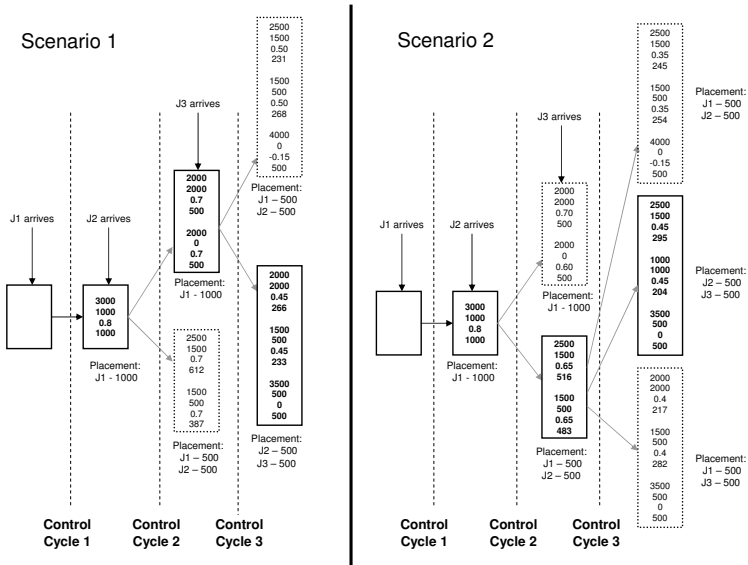 Scenario 1
J1 arrives
J2 arrives
3000
1000
0.8
1000
Placement:
J1 - 1000
J3 arrives
2000
2000
0.7
500
2000
0
0.7
500
Placement:
J1 - 1000
2500
1500
0.7
612
1500
500
0.7
387
Placement:
J1 – 500
J2 – 500
2500
1500
0.50
231
1500
500
0.50
268
4000
0
-0.15
500
Placement:
J1 – 500
J2 – 500
2000
2000
0.45
266
1500
500
0.45
233
3500
500
0
500
Placement:
J2 – 500
J3 – 500
Control
Cycle 1
Control
Cycle 2
Control
Cycle 3
Scenario 2
J1 arrives
J2 arrives
3000
1000
0.8
1000
Placement:
J1 - 1000
J3 arrives
2000
2000
0.70
500
2000
0
0.60
500
Placement:
J1 - 1000
2500
1500
0.65
516
1500
500
0.65
483
Placement:
J1 – 500
J2 – 500
2500
1500
0.35
245
1500
500
0.35
254
4000
0
-0.15
500
Placement:
J1 – 500
J2 – 500
2500
1500
0.45
295
1000
1000
0.45
204
3500
500
0
500
Placement:
J2 – 500
J3 – 500
2000
2000
0.4
217
1500
500
0.4
282
3500
500
0
500
Placement:
J1 – 500
J3 – 500
Control
Cycle 1
Control
Cycle 2
Control
Cycle 3